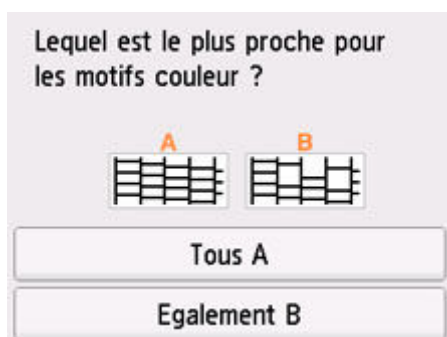 Lequel est le plus proche pour
les motifs couleur ?
A B
Tous A
Egalement B